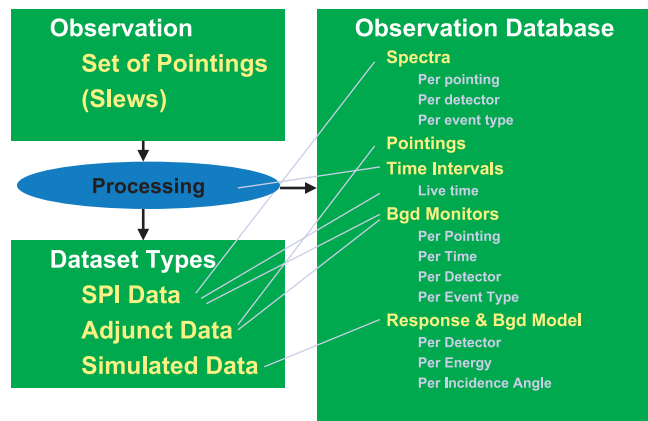 Observation
Set of Pointings
(Slews)
Processing
Dataset Types
SPI Data
Adjunct Data
Simulated Data
Observation Database
Spectra
Per pointing
Per detector
Per event type
Pointings
Time Intervals
Live time
Bgd Monitors
Per Pointing
Per Time
Per Detector
Per Event Type
Response & Bgd Model
Per Detector
Per Energy
Per Incidence Angle